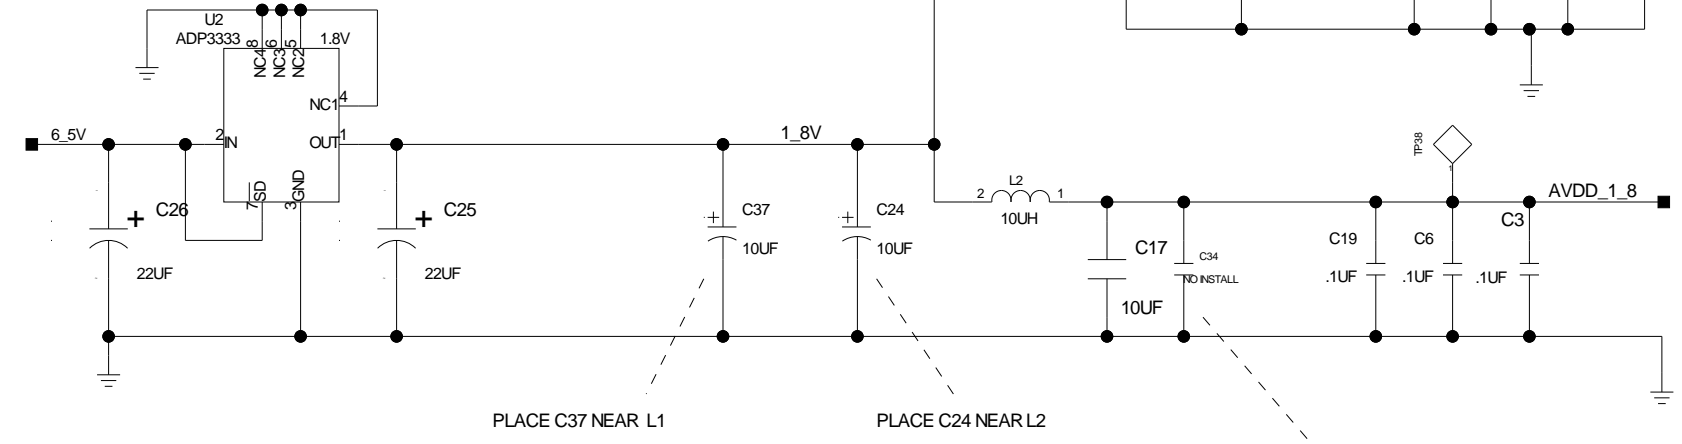 U2
ADP3333
1.8V
8
6
5
NC4
NC3
NC2
NC1
4
6_5V
2
IN
OUT
1
1_8V
SD
7
GND
3
C26
22UF
C25
22UF
C37
10UF
C24
10UF
L2
2
1
10UH
TP38
1
AVDD_1_8
C17
10UF
C34
NO INSTALL
C19
.1UF
C6
.1UF
C3
.1UF
PLACE C37 NEAR L1
PLACE C24 NEAR L2